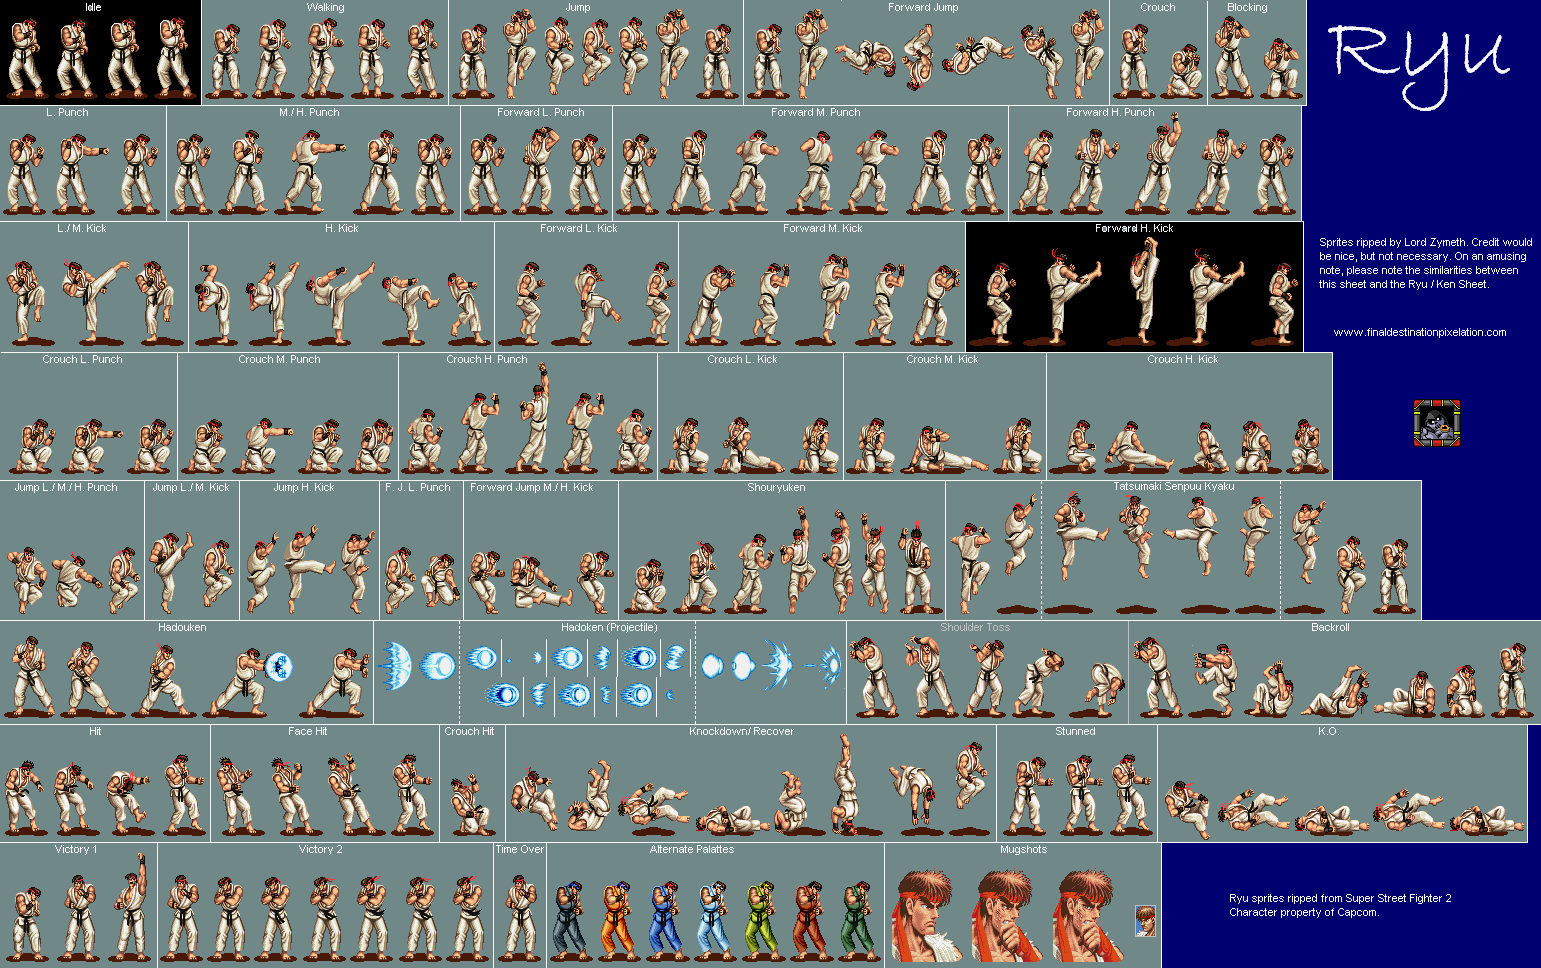 Idle
Walking
Jump
Forward Jump
Crouch
Blocking
Ryu
L. Punch
M./ H. Punch
Forward L. Punch
Forward M. Punch
Forward H. Punch
L./ M. Kick
H. Kick
Forward L. Kick
Forward M. Kick
Forward H. Kick
Sprites ripped by Lord Zymeth. Credit would
be nice, but not necessary. On an amusing
note, please note the similarities between
this sheet and the Ryu / Ken Sheet.
www.finaldestinationpixelation.com
Crouch L. Punch
Crouch M. Punch
Crouch H. Punch
Crouch L. Kick
Crouch M. Kick
Crouch H. Kick
Jump L./ M./ H. Punch
Jump L./ M. Kick
Jump H. Kick
F. J. L. Punch
Forward Jump M./ H. Kick
Shouryuken
Tatsumaki Senpuu Kyaku
Hadouken
Hadoken (Projectile)
Shoulder Toss
Backroll
Hit
Face Hit
Crouch Hit
Knockdown/ Recover
Stunned
K.O.
Victory 1
Victory 2
Time Over
Alternate Palattes
Mugshots
Ryu sprites ripped from Super Street Fighter 2
Character property of Capcom.